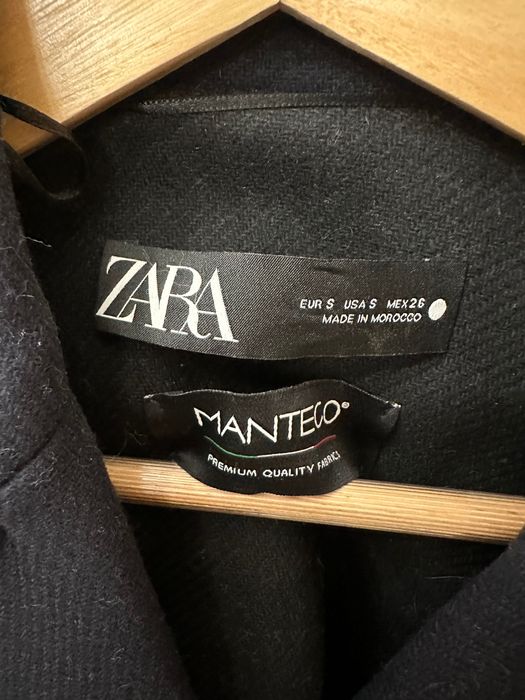 ZARA
EUR S USA S MEX 26
MADE IN MOROCCO
MANTECO®
PREMIUM QUALITY FABRICS